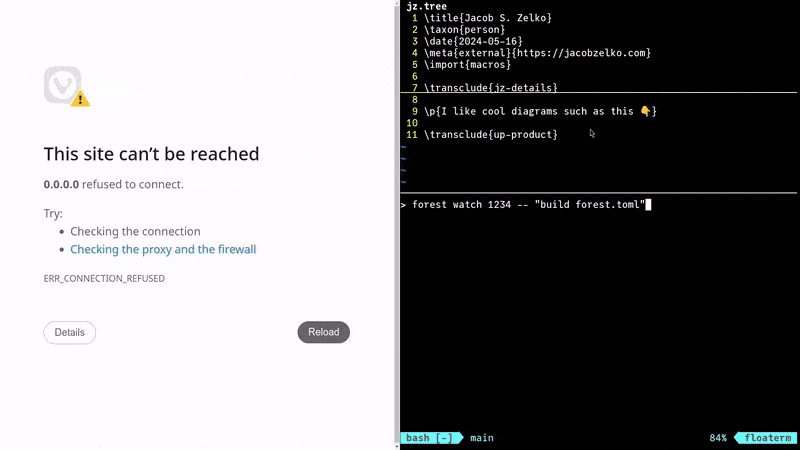 This site can’t be reached
0.0.0.0 refused to connect.
Try:
Checking the connection
Checking the proxy and the firewall
ERR_CONNECTION_REFUSED
Details
Reload
jz.tree
1 \title{Jacob S. Zelko}
2 \taxon{person}
3 \date{2024-05-16}
4 \meta{external}{https://jacobzelko.com}
5 \import{macros}
6
7 \transclude{jz-details}
8
9 \p{I like cool diagrams such as this 👇}
10
11 \transclude{up-product}
~
~
~
~
> forest watch 1234 -- "build forest.toml"
bash [-] main 84% floaterm